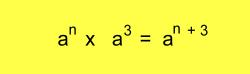 aⁿ x a³ = aⁿ ⁺ ³